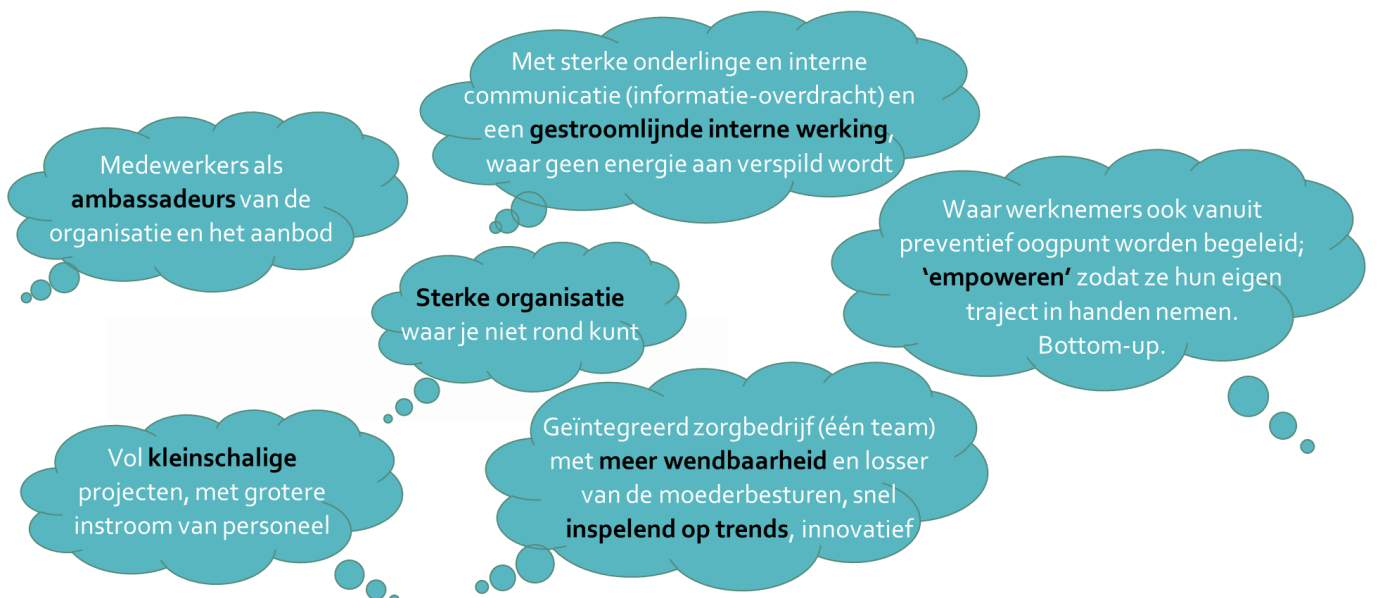 Met sterke onderlinge en interne
communicatie (informatie-overdracht) en
een gestroomlijnde interne werking,
waar geen energie aan verspild wordt
Medewerkers als
ambassadeurs van de
organisatie en het aanbod
Waar werknemers ook vanuit
preventief oogpunt worden begeleid;
‘empoweren’ zodat ze hun eigen
traject in handen nemen.
Bottom-up.
Sterke organisatie
waar je niet rond kunt
Vol kleinschalige
projecten, met grotere
instroom van personeel
Geïntegreerd zorgbedrijf (één team)
met meer wendbaarheid en losser
van de moederbesturen, snel
inspelend op trends, innovatief